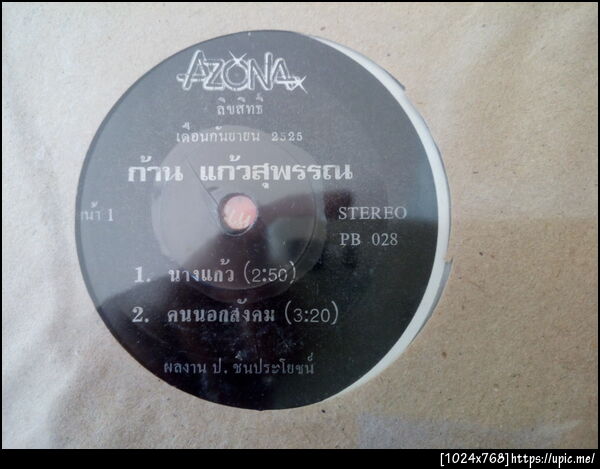 AZONA
ลิขสิทธิ์
เดือนกันยายน 2525
ก้าน แก้วสุพรรณ
หน้า 1
STEREO
PB 028
1. นางแก้ว (2:50)
2. คนนอกสังคม (3:20)
ผลงาน ป. ชื่นประโยชน์
[1024x768]https://upic.me/